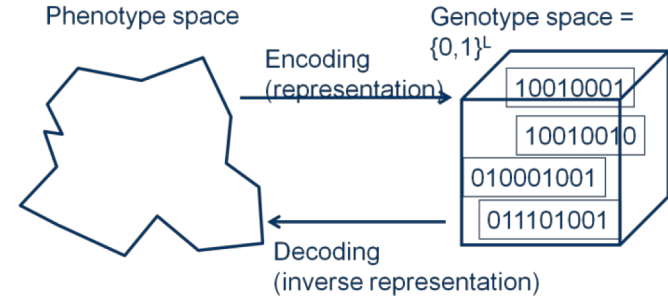 Phenotype space
Genotype space =
{0,1}ᴸ
Encoding
(representation)
10010001
10010010
010001001
011101001
Decoding
(inverse representation)